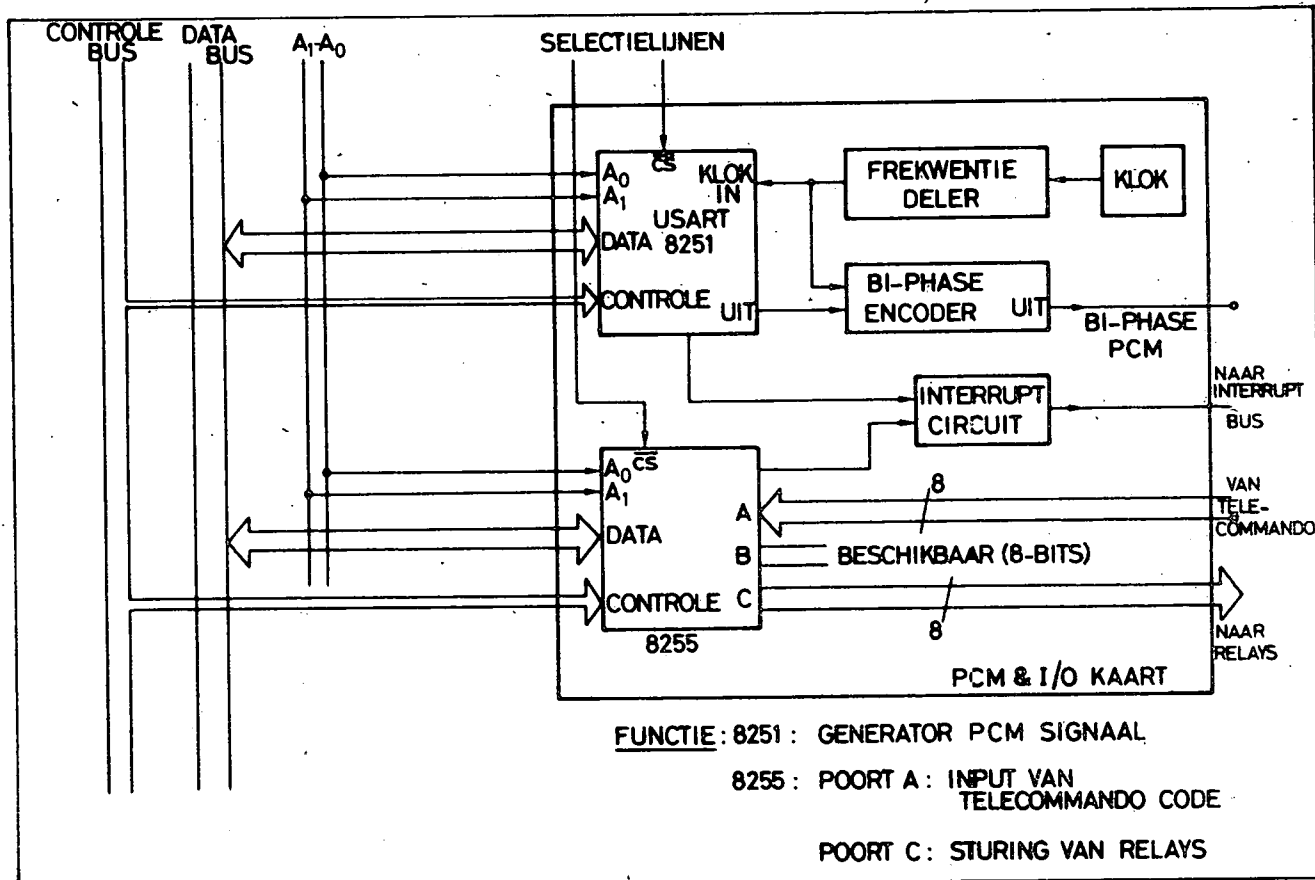 CONTROLE BUS
DATA BUS
A₁-A₀
SELECTIELIJNEN
CS
A₀
A₁
KLOK IN
USART
8251
DATA
CONTROLE
UIT
FREKWENTIE DELER
KLOK
BI-PHASE
ENCODER UIT
BI-PHASE
PCM
INTERRUPT
CIRCUIT
NAAR
INTERRUPT
BUS
CS
A₀
A₁
DATA
CONTROLE
A
B
C
8255
8
VAN
TELE-
COMMANDO
BESCHIKBAAR (8-BITS)
8
NAAR
RELAYS
PCM & I/O KAART
FUNCTIE: 8251: GENERATOR PCM SIGNAAL
8255: POORT A: INPUT VAN
TELECOMMANDO CODE
POORT C: STURING VAN RELAYS